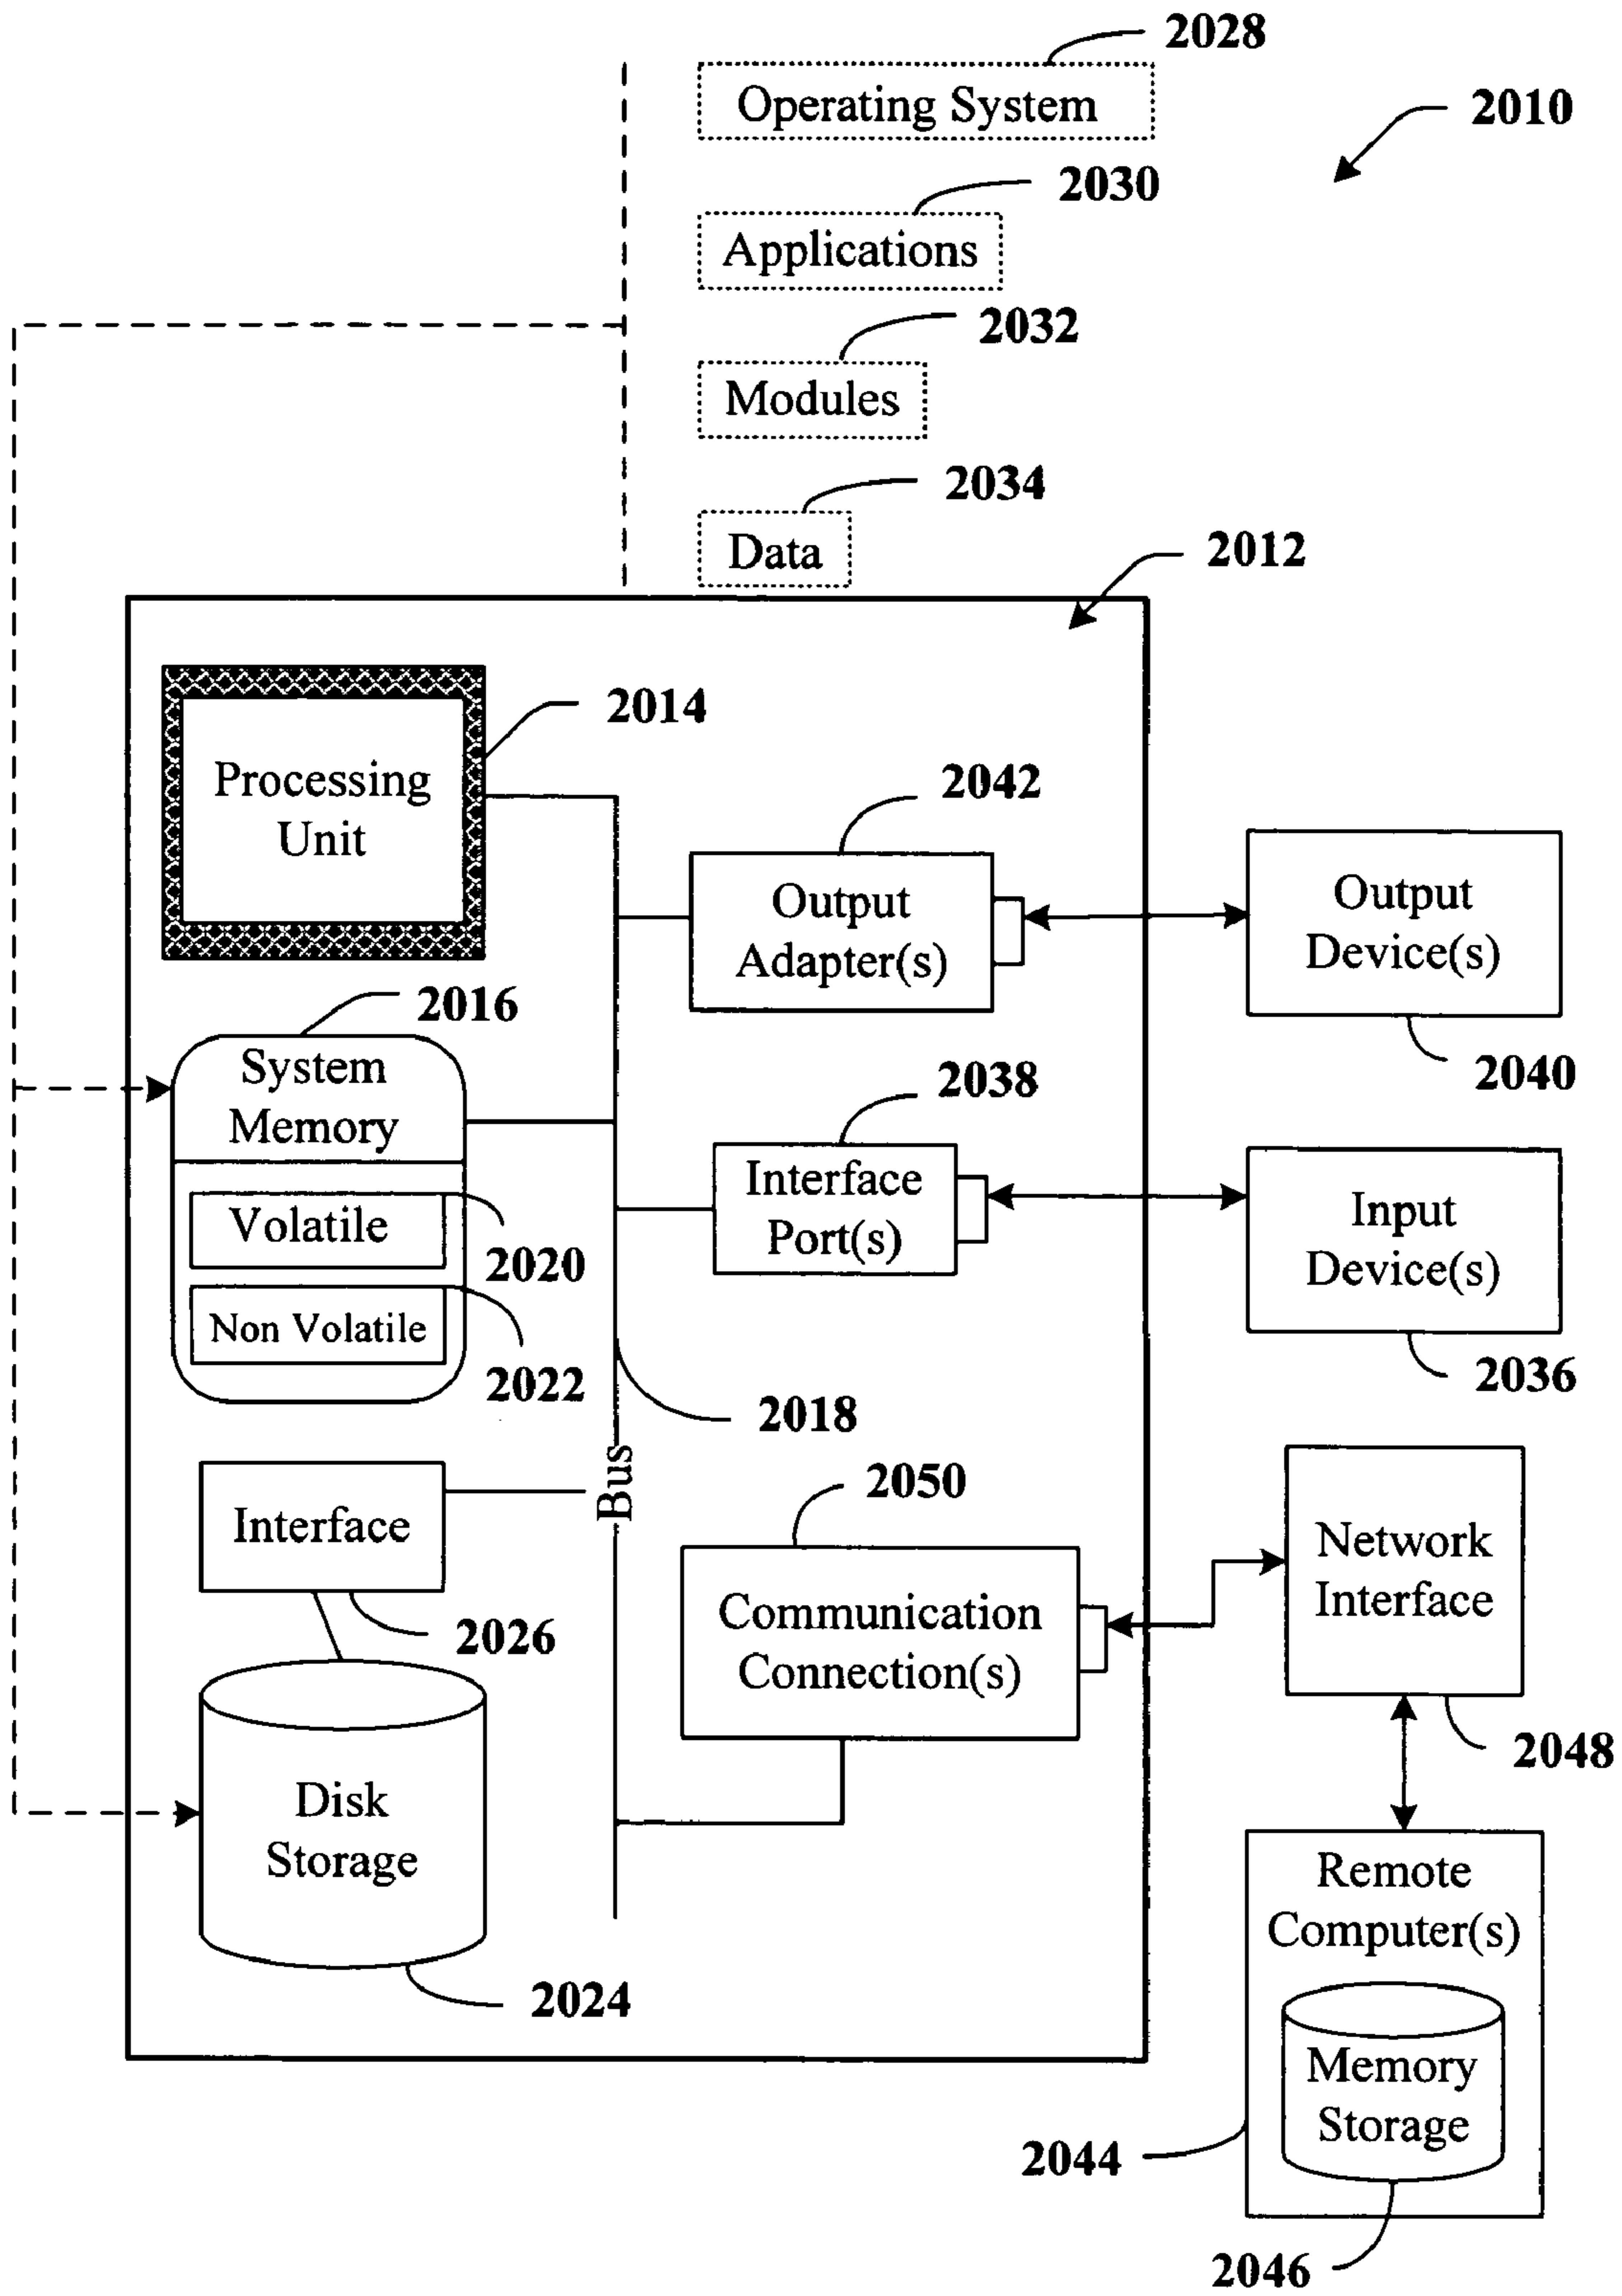 2028
Operating System
2010
2030
Applications
2032
Modules
2034
Data
2012
2014
Processing
Unit
2042
Output
Adapter(s)
Output
Device(s)
2040
2016
System
Memory
2038
Interface
Port(s)
Input
Device(s)
2036
Volatile
2020
Non Volatile
2022
2018
Bus
2050
Interface
2026
Communication
Connection(s)
Network
Interface
2048
Disk
Storage
2024
Remote
Computer(s)
Memory
Storage
2044
2046